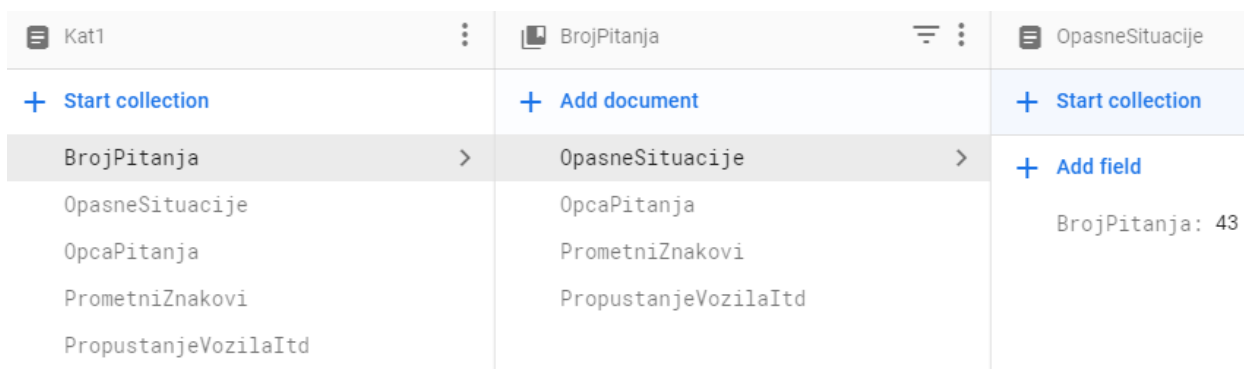 Kat1
Start collection
BrojPitanja
OpasneSituacije
OpcaPitanja
PrometniZnakovi
PropustanjeVozilaItd
BrojPitanja
Add document
OpasneSituacije
OpcaPitanja
PrometniZnakovi
PropustanjeVozilaItd
OpasneSituacije
Start collection
Add field
BrojPitanja: 43